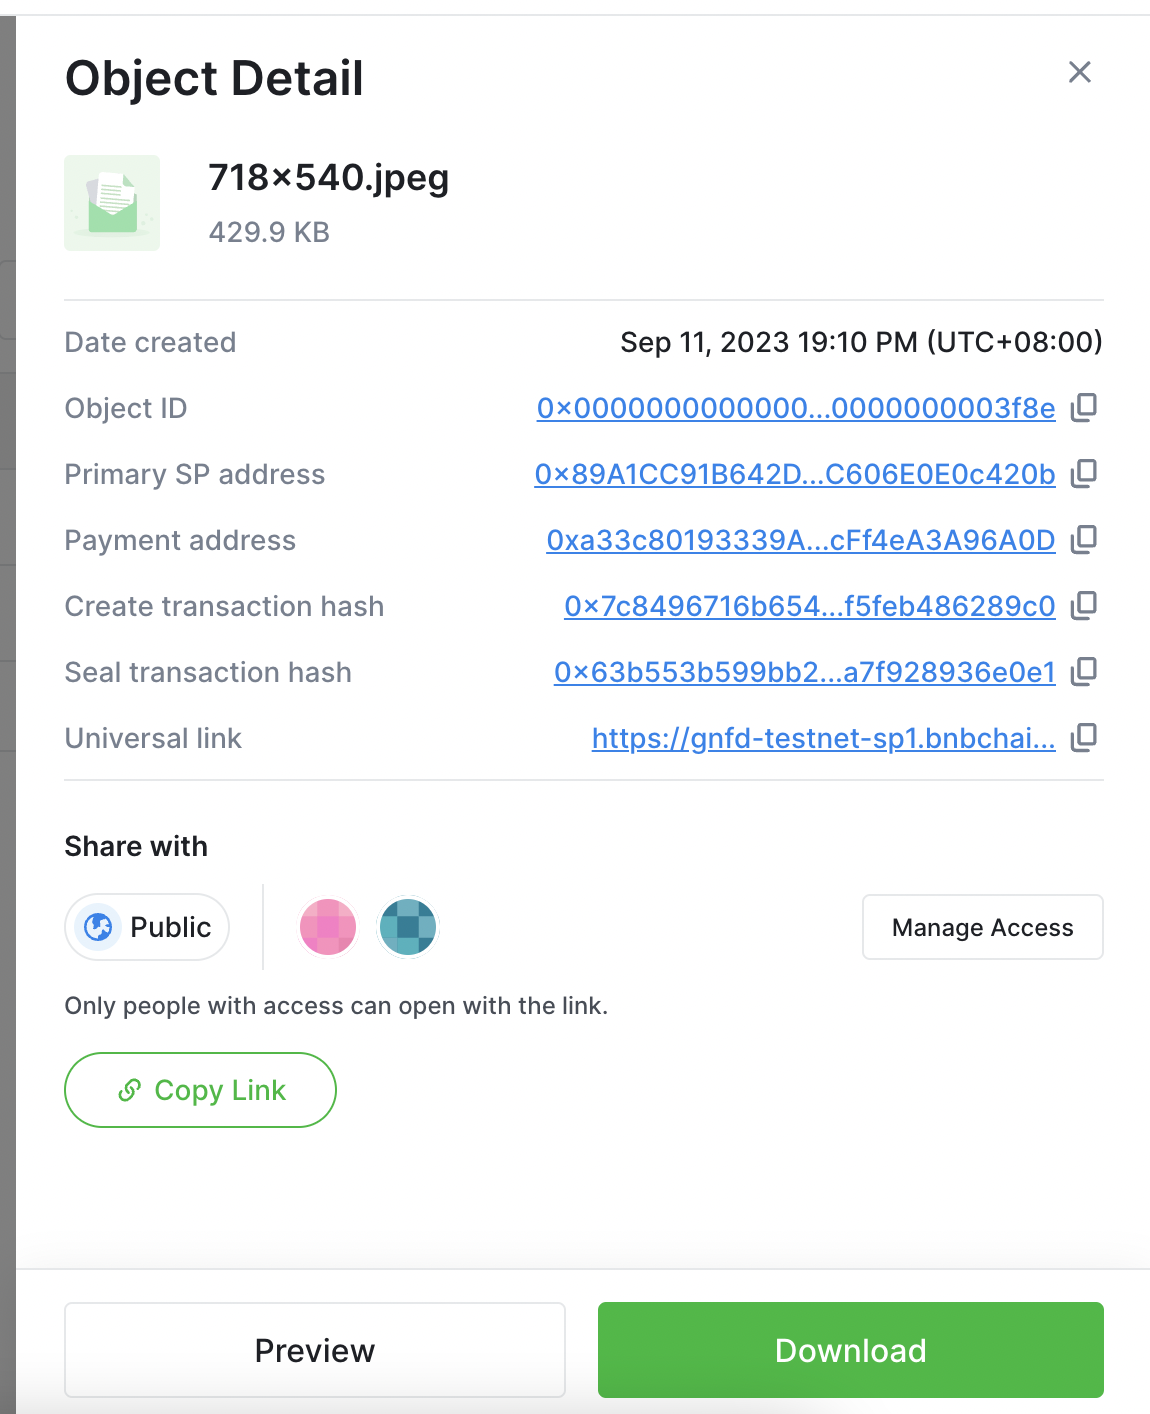 Object Detail
718×540.jpeg
429.9 KB
Date created Sep 11, 2023 19:10 PM (UTC+08:00)
Object ID 0×0000000000000...0000000003f8e
Primary SP address 0×89A1CC91B642D...C606E0E0c420b
Payment address 0xa33c80193339A...cFf4eA3A96A0D
Create transaction hash 0×7c8496716b654...f5feb486289c0
Seal transaction hash 0×63b553b599bb2...a7f928936e0e1
Universal link https://gnfd-testnet-sp1.bnbchai...
Share with
Public Manage Access
Only people with access can open with the link.
Copy Link
Preview Download